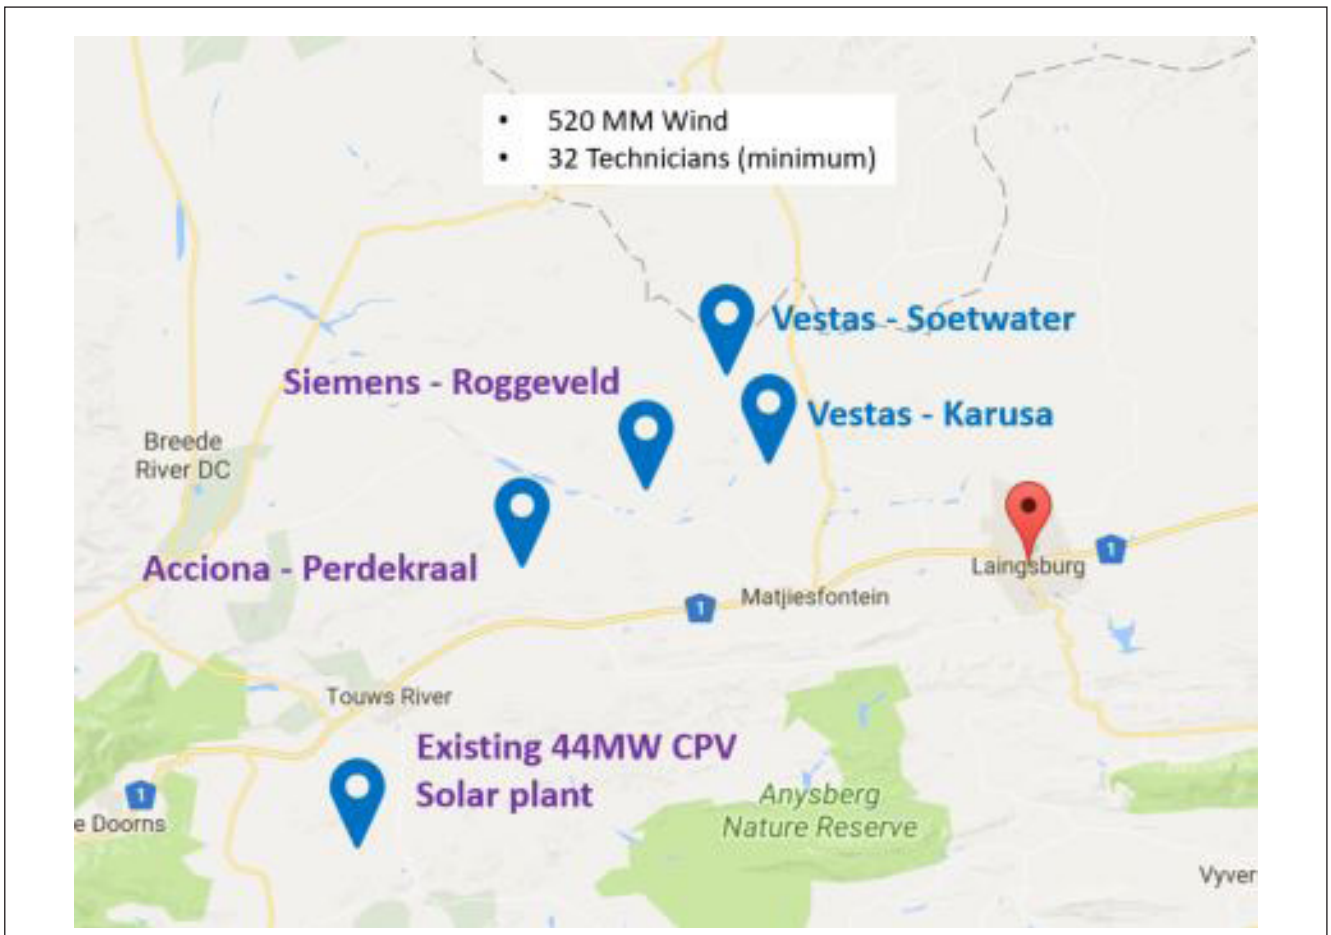 • 520 MM Wind
• 32 Technicians (minimum)
Vestas - Soetwater
Siemens - Roggeveld
Vestas - Karusa
Breede
River DC
Acciona - Perdekraal
1
Laingsburg
Matjiesfontein
1
Touws River
Existing 44MW CPV
Solar plant
1
e Doorns
Anysberg
Nature Reserve
Vyver